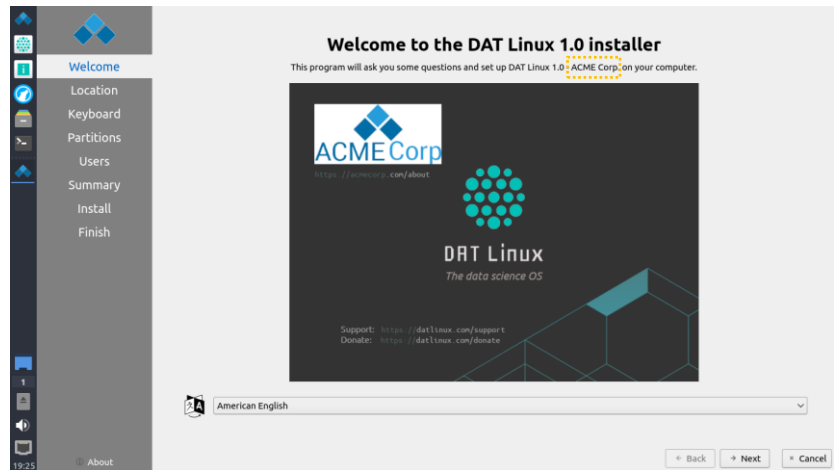 Welcome
Location
Keyboard
Partitions
Users
Summary
Install
Finish
About
1
19:25
Welcome to the DAT Linux 1.0 installer
This program will ask you some questions and set up DAT Linux 1.0 - ACME Corp. on your computer.
ACME Corp
https://acmecorp.com/about
DAT Linux
The data science OS
Support: https://datlinux.com/support
Donate: https://datlinux.com/donate
American English
Back
Next
Cancel